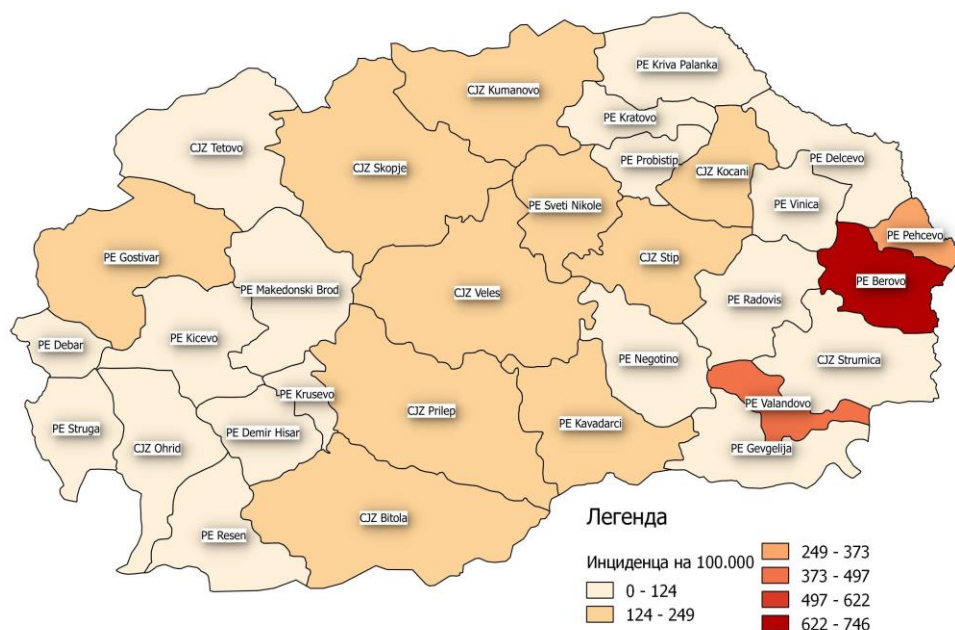 PE Kriva Palanka
CJZ Kumanovo
PE Kratovo
CJZ Tetovo
PE Probistip
PE Delcevo
CJZ Skopje
CJZ Kocani
PE Sveti Nikole
PE Vinica
PE Pehcevo
PE Gostivar
CJZ Stip
PE Berovo
PE Makedonski Brod
CJZ Veles
PE Radovis
PE Debar
PE Kicevo
PE Negotino
CJZ Strumica
PE Krusevo
PE Valandovo
CJZ Prilep
PE Struga
PE Demir Hisar
PE Kavadarci
CJZ Ohrid
PE Gevgelija
CJZ Bitola
PE Resen
Легенда
Инциденца на 100.000
0 - 124
124 - 249
249 - 373
373 - 497
497 - 622
622 - 746